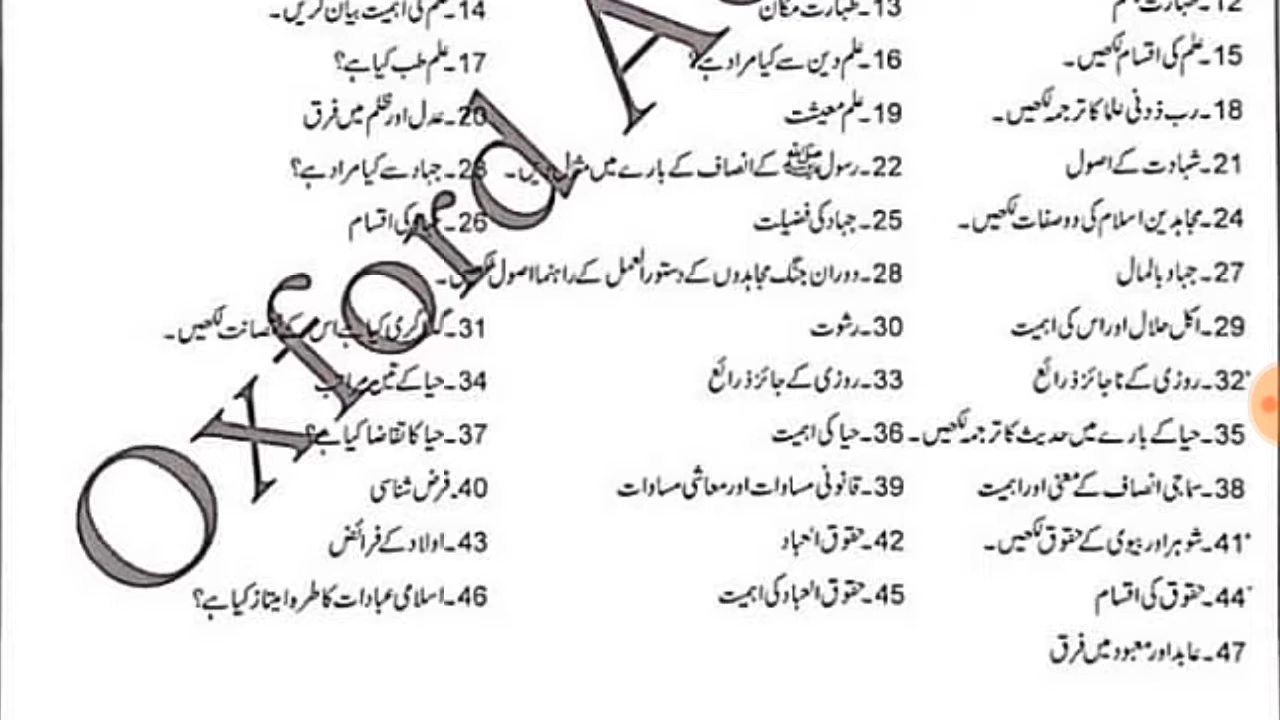 12۔ طہارت جسم 13۔ طہارت مکان 14۔ علم کی اہمیت بیان کریں۔
15۔ علم کی اقسام لکھیں۔ 16۔ علم دین سے کیا مراد ہے؟ 17۔ علم طب کیا ہے؟
18۔ رب زدنی علما کا ترجمہ لکھیں۔ 19۔ علم معیشت 20۔ عدل اور ظلم میں فرق
21۔ شہادت کے اصول 22۔ رسول ﷺ کے انصاف کے بارے میں 23۔ جہاد سے کیا مراد ہے؟
24۔ مجاہدین اسلام کی دو صفات لکھیں۔ 25۔ جہاد کی فضیلت 26۔ جہاد کی اقسام
27۔ جہاد بالمال 28۔ دوران جنگ مجاہدوں کے دستور العمل کے راہنما اصول لکھیں۔
29۔ اکل حلال اور اس کی اہمیت 30۔ رشوت 31۔ گداگری کیا ہے اس کے نقصانات لکھیں۔
32۔ روزی کے ناجائز ذرائع 33۔ روزی کے جائز ذرائع 34۔ حیا کے تین مراتب
35۔ حیا کے بارے میں حدیث کا ترجمہ لکھیں۔ 36۔ حیا کی اہمیت 37۔ حیا کا تقاضا کیا ہے؟
38۔ سماجی انصاف کے معنی اور اہمیت 39۔ قانونی مساوات اور معاشی مساوات 40۔ فرض شناسی
41۔ شوہر اور بیوی کے حقوق لکھیں۔ 42۔ حقوق العباد 43۔ اولاد کے فرائض
44۔ حقوق کی اقسام 45۔ حقوق العباد کی اہمیت 46۔ اسلامی عبادات کا طرہ امتیاز کیا ہے؟
47۔ عابد اور معبود میں فرق
Oxford